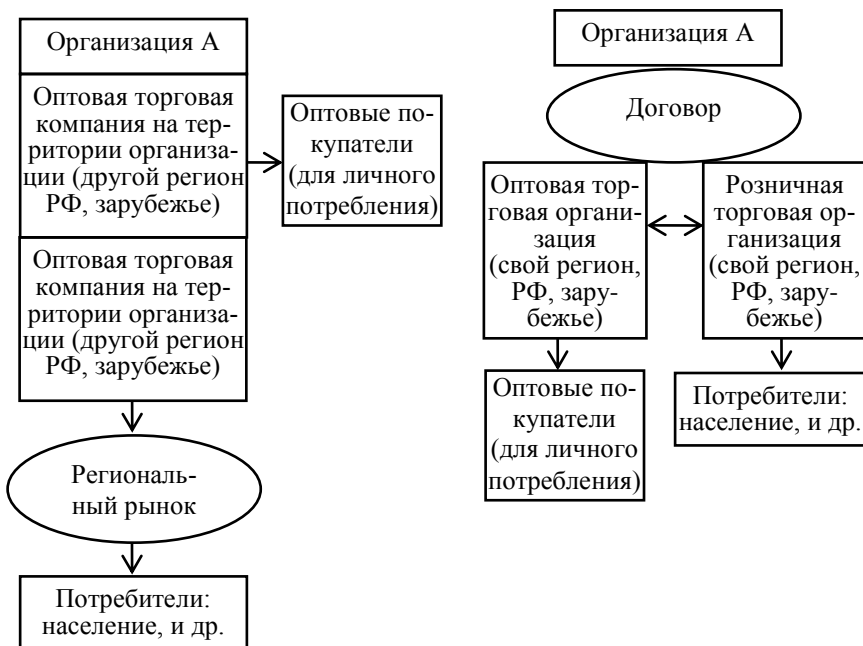 Организация А
Оптовая торговая
компания на тер-
ритории организа-
ции (другой регион
РФ, зарубежье)
Оптовые по-
купатели
(для личного
потребления)
Оптовая торговая
компания на тер-
ритории организа-
ции (другой регион
РФ, зарубежье)
Региональ-
ный рынок
Потребители:
население, и др.
Организация А
Договор
Оптовая тор-
говая органи-
зация
(свой регион,
РФ, зару-
бежье)
Розничная
торговая ор-
ганизация
(свой регион,
РФ, зару-
бежье)
Оптовые по-
купатели
(для личного
потребления)
Потребители:
население, и др.